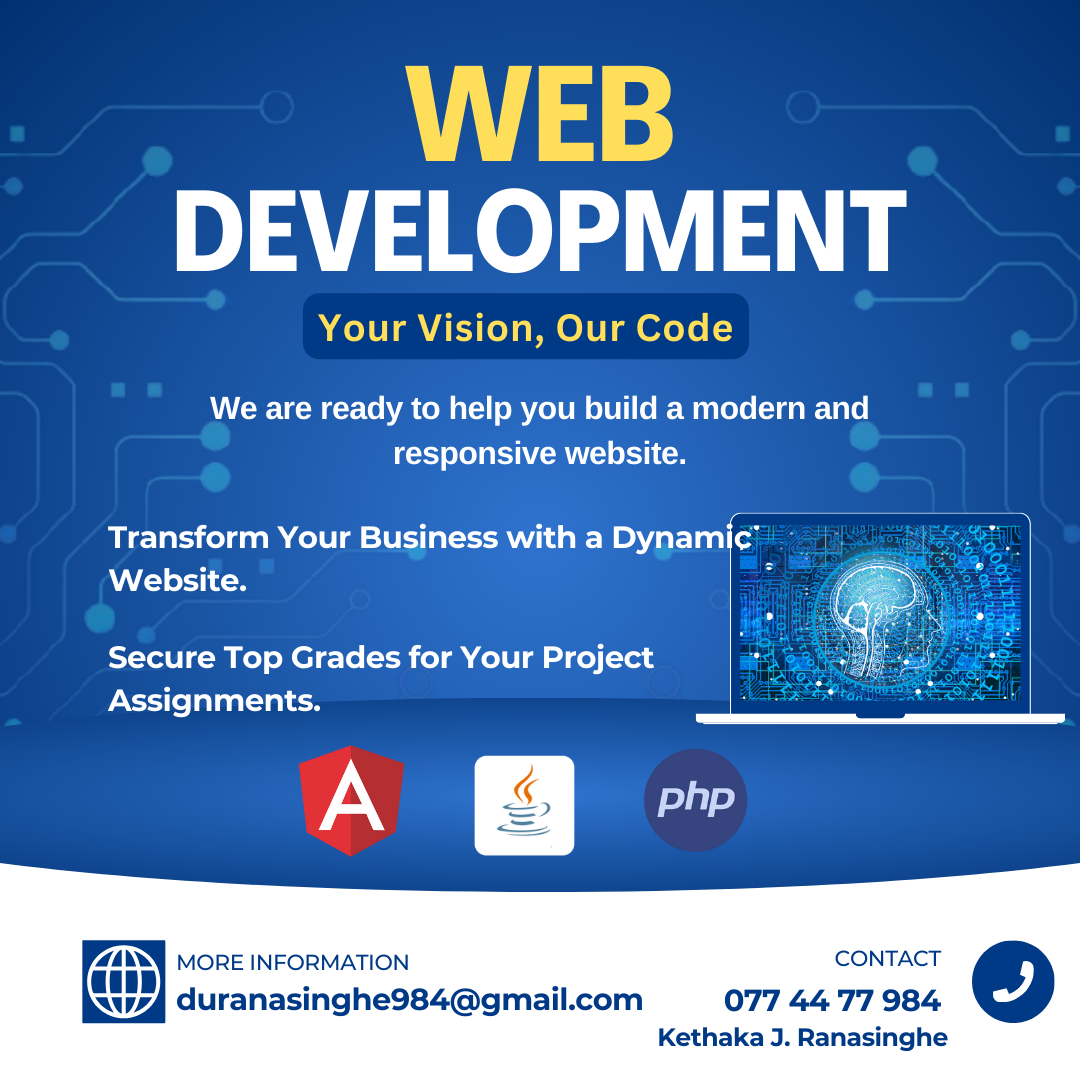 WEB
DEVELOPMENT
Your Vision, Our Code
We are ready to help you build a modern and
responsive website.
Transform Your Business with a Dynamic
Website.
Secure Top Grades for Your Project
Assignments.
php
MORE INFORMATION
duranasinghe984@gmail.com
CONTACT
077 44 77 984
Kethaka J. Ranasinghe